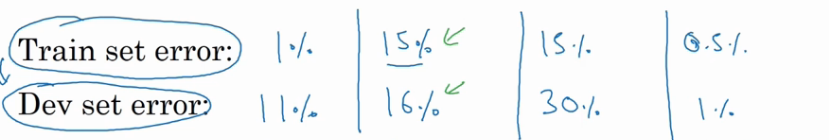 Train set error: 1% 15% 15% 0.5%
Dev set error: 11% 16% 30% 1%